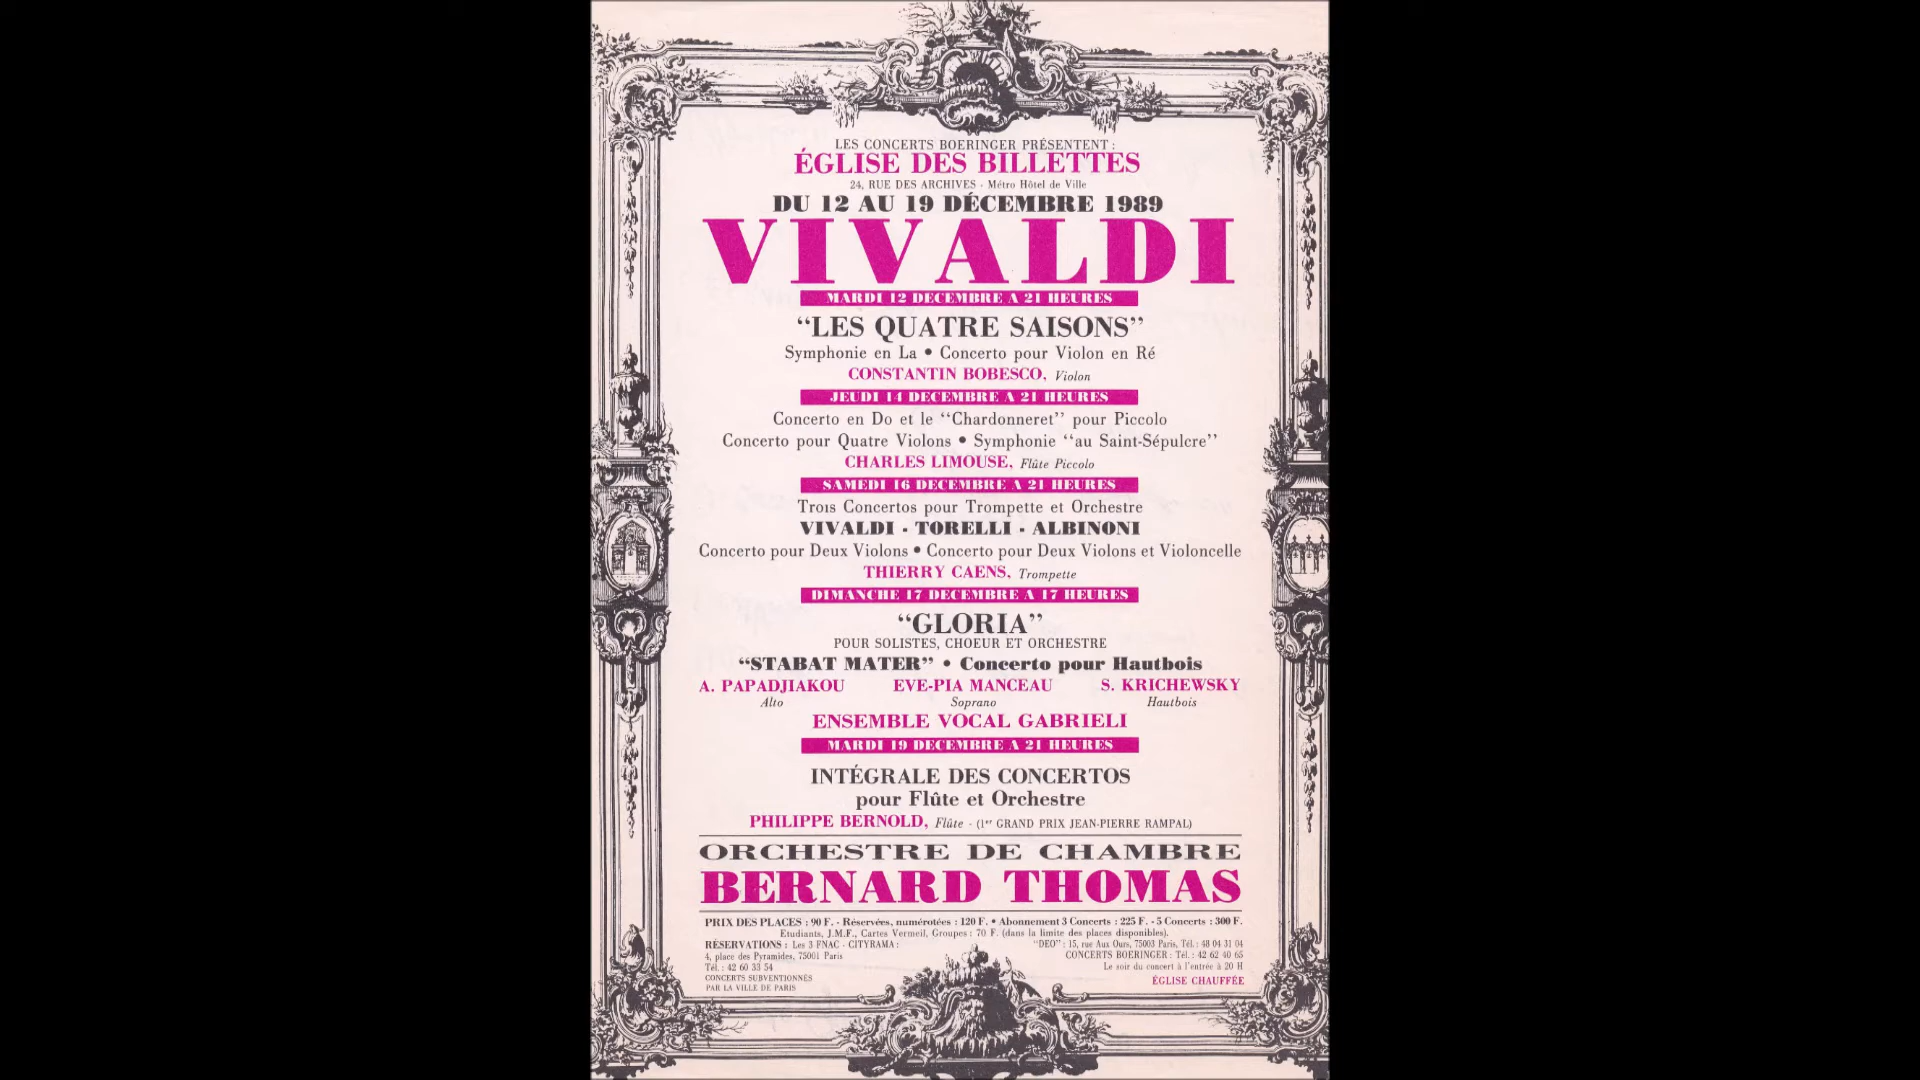 LES CONCERTS BOERINGER PRÉSENTENT :
ÉGLISE DES BILLETTES
24, RUE DES ARCHIVES - Métro Hôtel de Ville
DU 12 AU 19 DÉCEMBRE 1989
VIVALDI
MARDI 12 DECEMBRE A 21 HEURES
“LES QUATRE SAISONS”
Symphonie en La • Concerto pour Violon en Ré
CONSTANTIN BOBESCO, Violon
JEUDI 14 DECEMBRE A 21 HEURES
Concerto en Do et le “Chardonneret” pour Piccolo
Concerto pour Quatre Violons • Symphonie “au Saint-Sépulcre”
CHARLES LIMOUSE, Flûte Piccolo
SAMEDI 16 DECEMBRE A 21 HEURES
Trois Concertos pour Trompette et Orchestre
VIVALDI - TORELLI - ALBINONI
Concerto pour Deux Violons • Concerto pour Deux Violons et Violoncelle
THIERRY CAENS, Trompette
DIMANCHE 17 DECEMBRE A 17 HEURES
“GLORIA”
POUR SOLISTES, CHOEUR ET ORCHESTRE
“STABAT MATER” • Concerto pour Hautbois
A. PAPADJIAKOU EVE-PIA MANCEAU S. KRICHEWSKY
Alto Soprano Hautbois
ENSEMBLE VOCAL GABRIELI
MARDI 19 DECEMBRE A 21 HEURES
INTÉGRALE DES CONCERTOS
pour Flûte et Orchestre
PHILIPPE BERNOLD, Flûte - (1er GRAND PRIX JEAN-PIERRE RAMPAL)
ORCHESTRE DE CHAMBRE
BERNARD THOMAS
PRIX DES PLACES : 90 F. - Réservées, numérotées : 120 F. • Abonnement 3 Concerts : 225 F. - 5 Concerts : 300 F.
Etudiants, J.M.F., Cartes Vermeil, Groupes : 70 F. (dans la limite des places disponibles).
RÉSERVATIONS : Les 3 FNAC - CITYRAMA : “DEO” : 15, rue Aux Ours, 75003 Paris, Tél. : 48 04 31 04
4, place des Pyramides, 75001 Paris CONCERTS BOERINGER : Tél. : 42 62 40 65
Tél. : 42 60 33 54 Le soir du concert à l'entrée à 20 H
CONCERTS SUBVENTIONNÉS ÉGLISE CHAUFFÉE
PAR LA VILLE DE PARIS